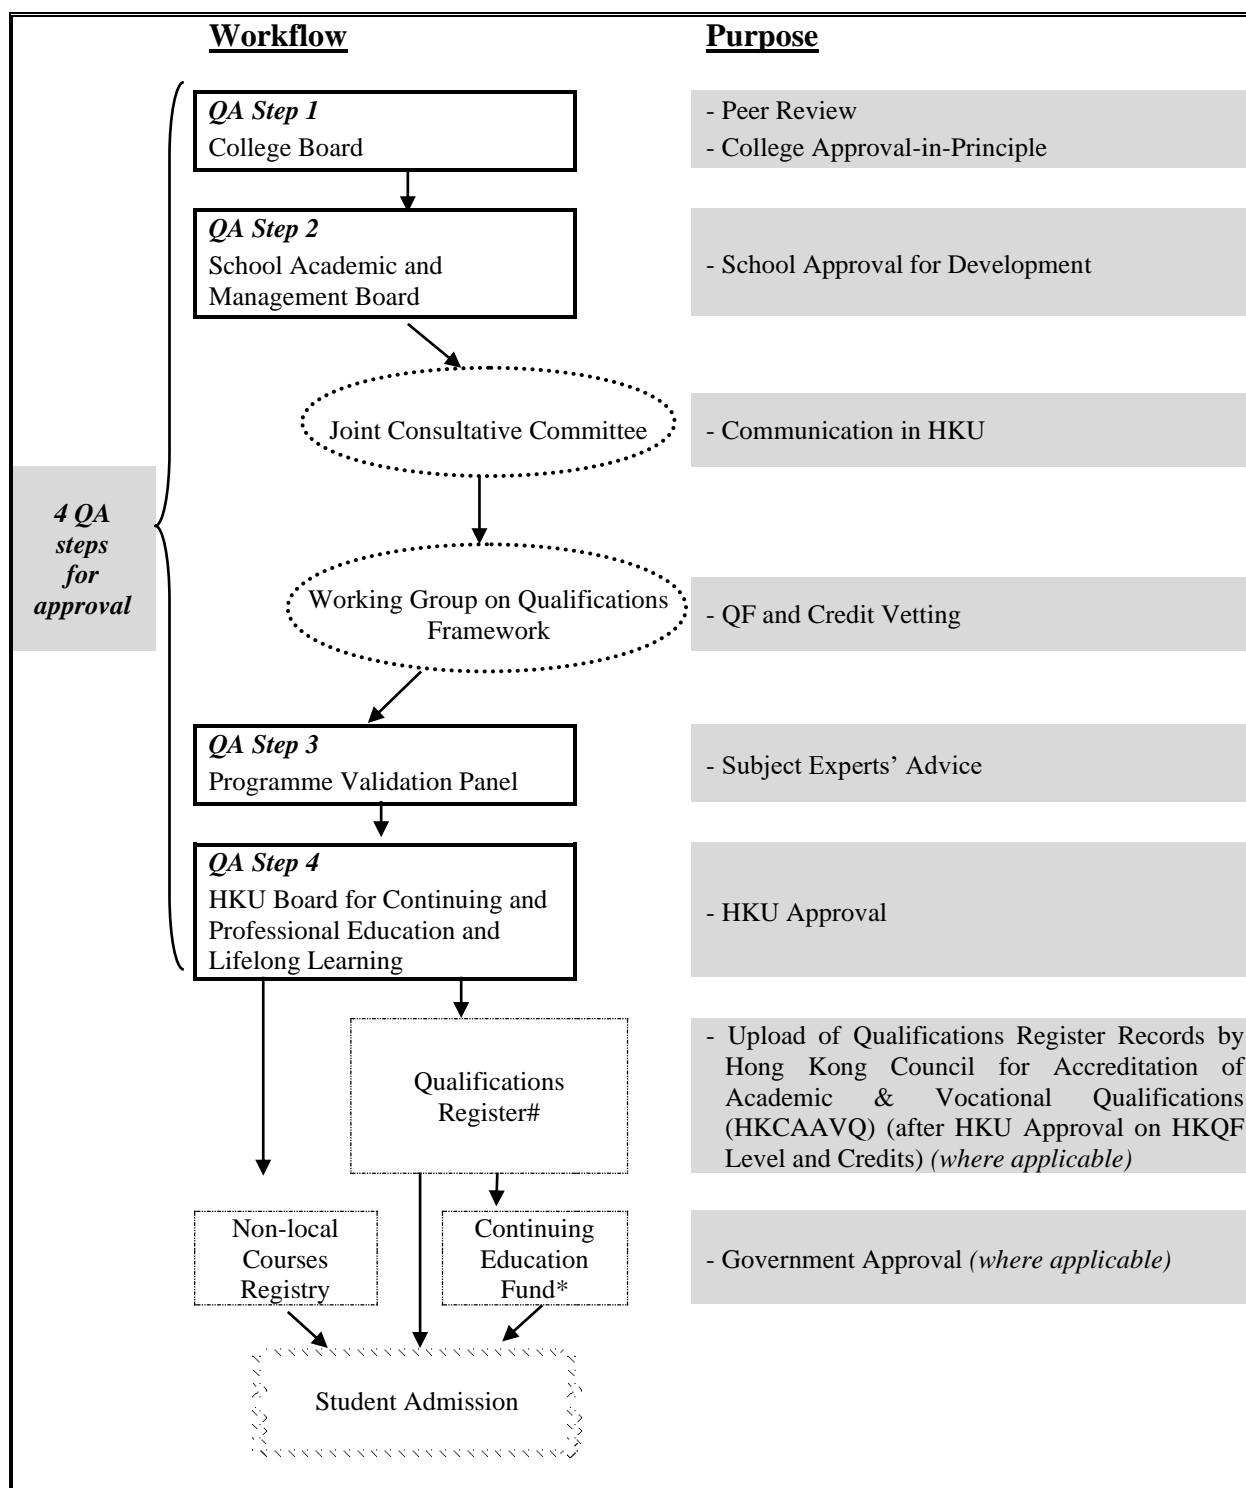 Workflow
Purpose
QA Step 1
College Board
- Peer Review
- College Approval-in-Principle
QA Step 2
School Academic and
Management Board
- School Approval for Development
Joint Consultative Committee
- Communication in HKU
4 QA
steps
for
approval
Working Group on Qualifications
Framework
- QF and Credit Vetting
QA Step 3
Programme Validation Panel
- Subject Experts’ Advice
QA Step 4
HKU Board for Continuing and
Professional Education and
Lifelong Learning
- HKU Approval
Qualifications
Register#
- Upload of Qualifications Register Records by
Hong Kong Council for Accreditation of
Academic & Vocational Qualifications
(HKCAAVQ) (after HKU Approval on HKQF
Level and Credits) (where applicable)
Non-local
Courses
Registry
Continuing
Education
Fund*
- Government Approval (where applicable)
Student Admission